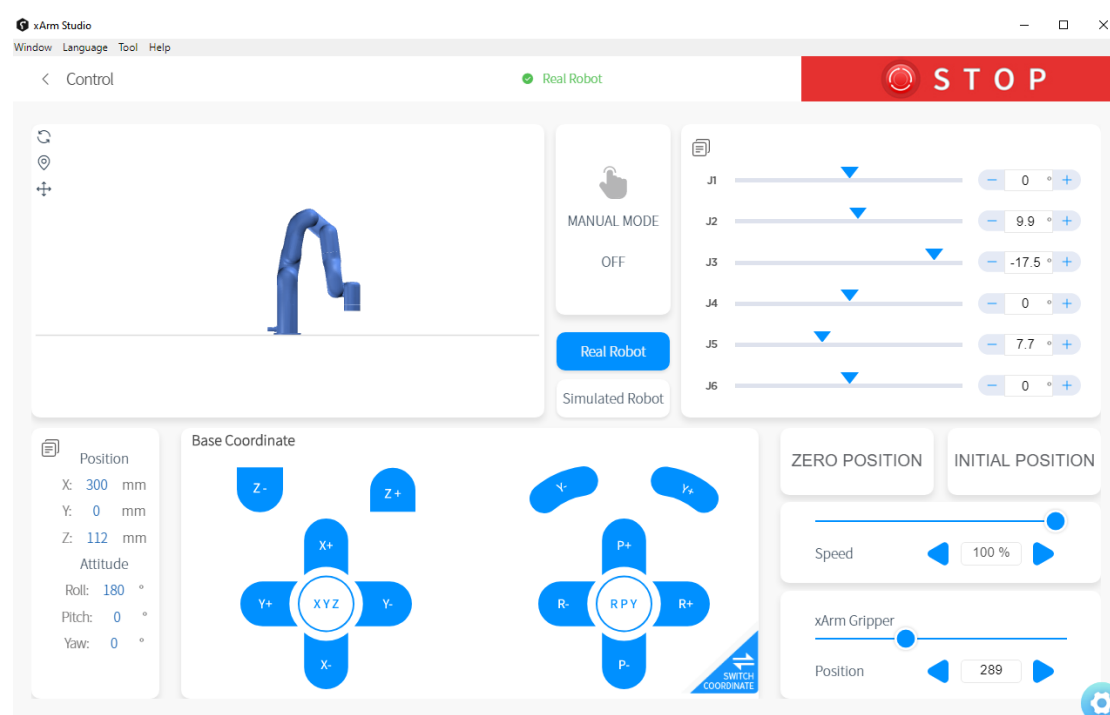 xArm Studio
Window Language Tool Help
Control
Real Robot
STOP
MANUAL MODE
OFF
Real Robot
Simulated Robot
J1 0 °
J2 9.9 °
J3 -17.5 °
J4 0 °
J5 7.7 °
J6 0 °
Position
X: 300 mm
Y: 0 mm
Z: 112 mm
Attitude
Roll: 180 °
Pitch: 0 °
Yaw: 0 °
Base Coordinate
Z-
Z+
X+
Y+
XYZ
Y-
X-
Y-
Y+
P+
R-
RPY
R+
P-
SWITCH
COORDINATE
ZERO POSITION
INITIAL POSITION
Speed 100 %
xArm Gripper
Position 289